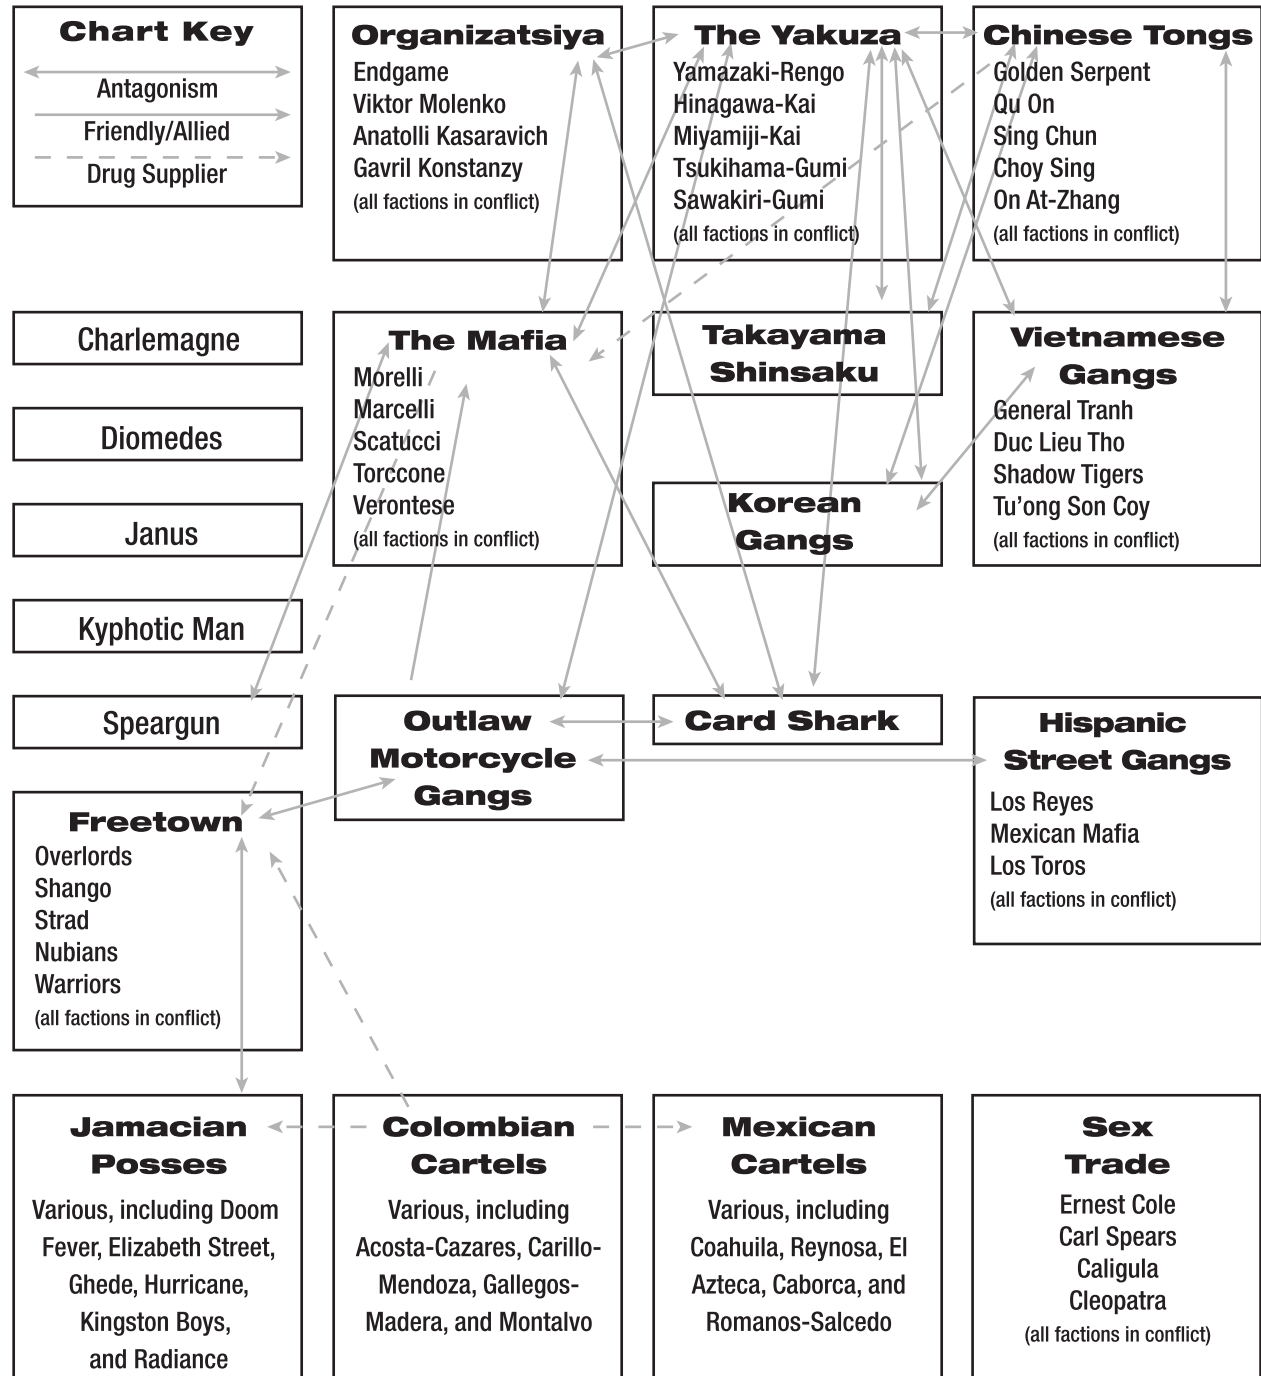 Chart Key
Antagonism
Friendly/Allied
Drug Supplier
Organizatsiya
Endgame
Viktor Molenko
Anatolli Kasaravich
Gavril Konstanzy
(all factions in conflict)
The Yakuza
Yamazaki-Rengo
Hinagawa-Kai
Miyamiji-Kai
Tsukihama-Gumi
Sawakiri-Gumi
(all factions in conflict)
Chinese Tongs
Golden Serpent
Qu On
Sing Chun
Choy Sing
On At-Zhang
(all factions in conflict)
Charlemagne
Diomedes
Janus
Kyphotic Man
Speargun
The Mafia
Morelli
Marcelli
Scatucci
Torccone
Verontese
(all factions in conflict)
Takayama
Shinsaku
Korean
Gangs
Vietnamese
Gangs
General Tranh
Duc Lieu Tho
Shadow Tigers
Tu’ong Son Coy
(all factions in conflict)
Outlaw
Motorcycle
Gangs
Card Shark
Hispanic
Street Gangs
Los Reyes
Mexican Mafia
Los Toros
(all factions in conflict)
Freetown
Overlords
Shango
Strad
Nubians
Warriors
(all factions in conflict)
Jamacian
Posses
Various, including Doom
Fever, Elizabeth Street,
Ghede, Hurricane,
Kingston Boys,
and Radiance
Colombian
Cartels
Various, including
Acosta-Cazares, Carillo-
Mendoza, Gallegos-
Madera, and Montalvo
Mexican
Cartels
Various, including
Coahuila, Reynosa, El
Azteca, Caborca, and
Romanos-Salcedo
Sex
Trade
Ernest Cole
Carl Spears
Caligula
Cleopatra
(all factions in conflict)